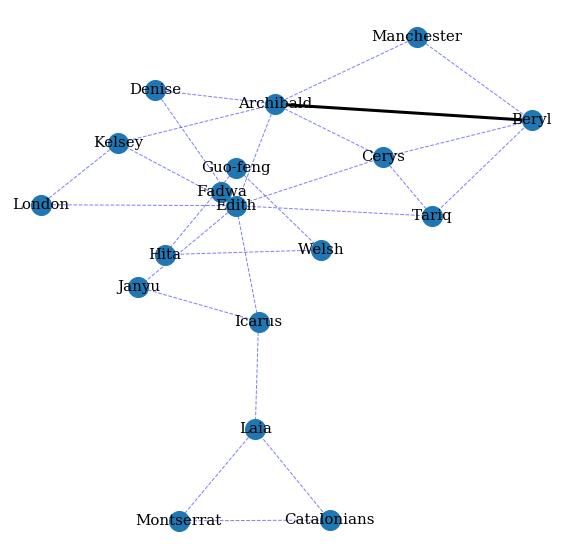 Manchester
Denise
Archibald
Beryl
Kelsey
Cerys
Guo-feng
Fadwa
London
Edith
Tariq
Welsh
Hita
Janyu
Icarus
Laia
Montserrat
Catalonians